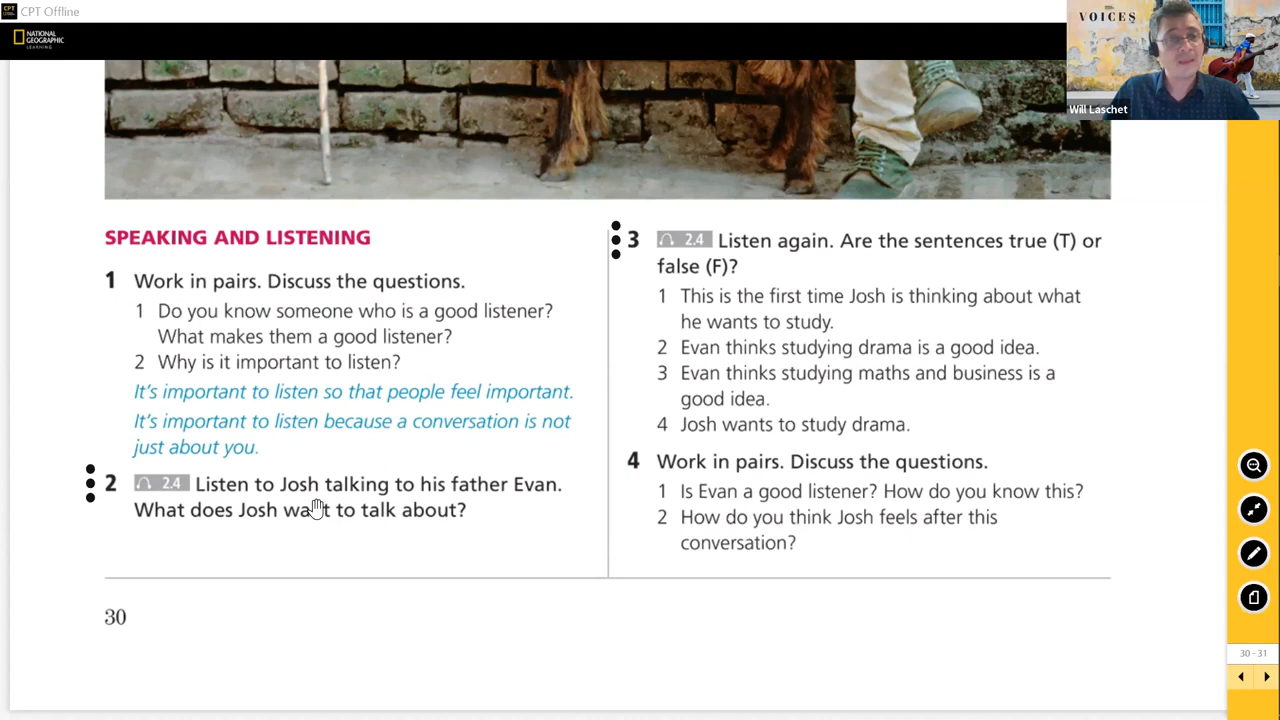 CPT Offline
NATIONAL
GEOGRAPHIC
LEARNING
VOICES
Will Laschet
SPEAKING AND LISTENING
1 Work in pairs. Discuss the questions.
1 Do you know someone who is a good listener?
What makes them a good listener?
2 Why is it important to listen?
It's important to listen so that people feel important.
It's important to listen because a conversation is not
just about you.
2 2.4 Listen to Josh talking to his father Evan.
What does Josh want to talk about?
30
3 2.4 Listen again. Are the sentences true (T) or
false (F)?
1 This is the first time Josh is thinking about what
he wants to study.
2 Evan thinks studying drama is a good idea.
3 Evan thinks studying maths and business is a
good idea.
4 Josh wants to study drama.
4 Work in pairs. Discuss the questions.
1 Is Evan a good listener? How do you know this?
2 How do you think Josh feels after this
conversation?
30 - 31